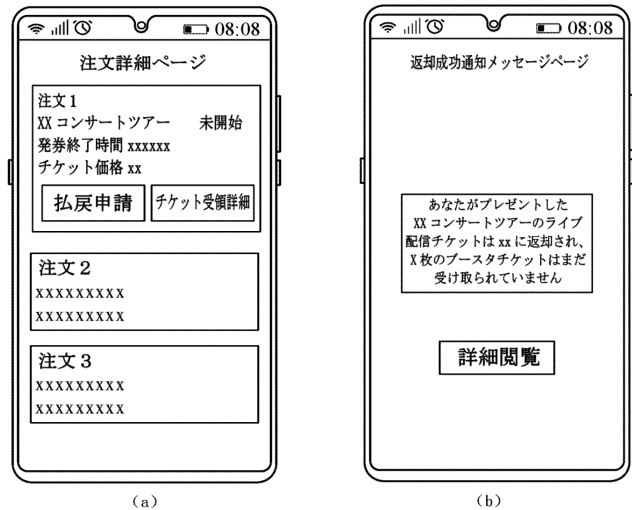 08:08
注文詳細ページ
注文1
XX コンサートツアー 未開始
発券終了時間 xxxxxx
チケット価格 xx
払戻申請 チケット受領詳細
注文2
xxxxxxxxx
xxxxxxxxx
注文3
xxxxxxxxx
xxxxxxxxx
(a)
08:08
返却成功通知メッセージページ
あなたがプレゼントした
XX コンサートツアーのライブ
配信チケットは xx に返却され、
X 枚のブースタチケットはまだ
受け取られていません
詳細閲覧
(b)